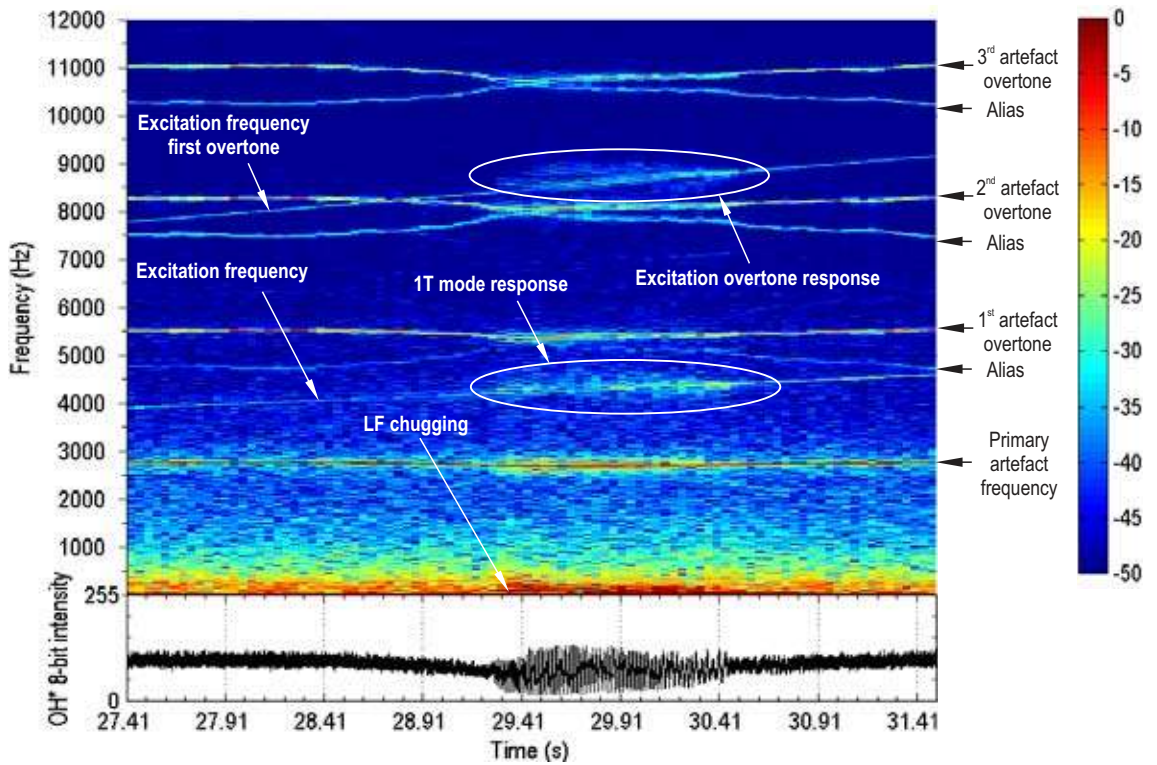 12000
11000
10000
9000
8000
7000
6000
5000
4000
3000
2000
1000
255
0
Frequency (Hz)
OH* 8-bit intensity
Excitation frequency
first overtone
Excitation frequency
1T mode response
Excitation overtone response
LF chugging
3rd artefact
overtone
Alias
2nd artefact
overtone
Alias
1st artefact
overtone
Alias
Primary
artefact
frequency
0
-5
-10
-15
-20
-25
-30
-35
-40
-45
-50
27.41 27.91 28.41 28.91 29.41 29.91 30.41 30.91 31.41
Time (s)